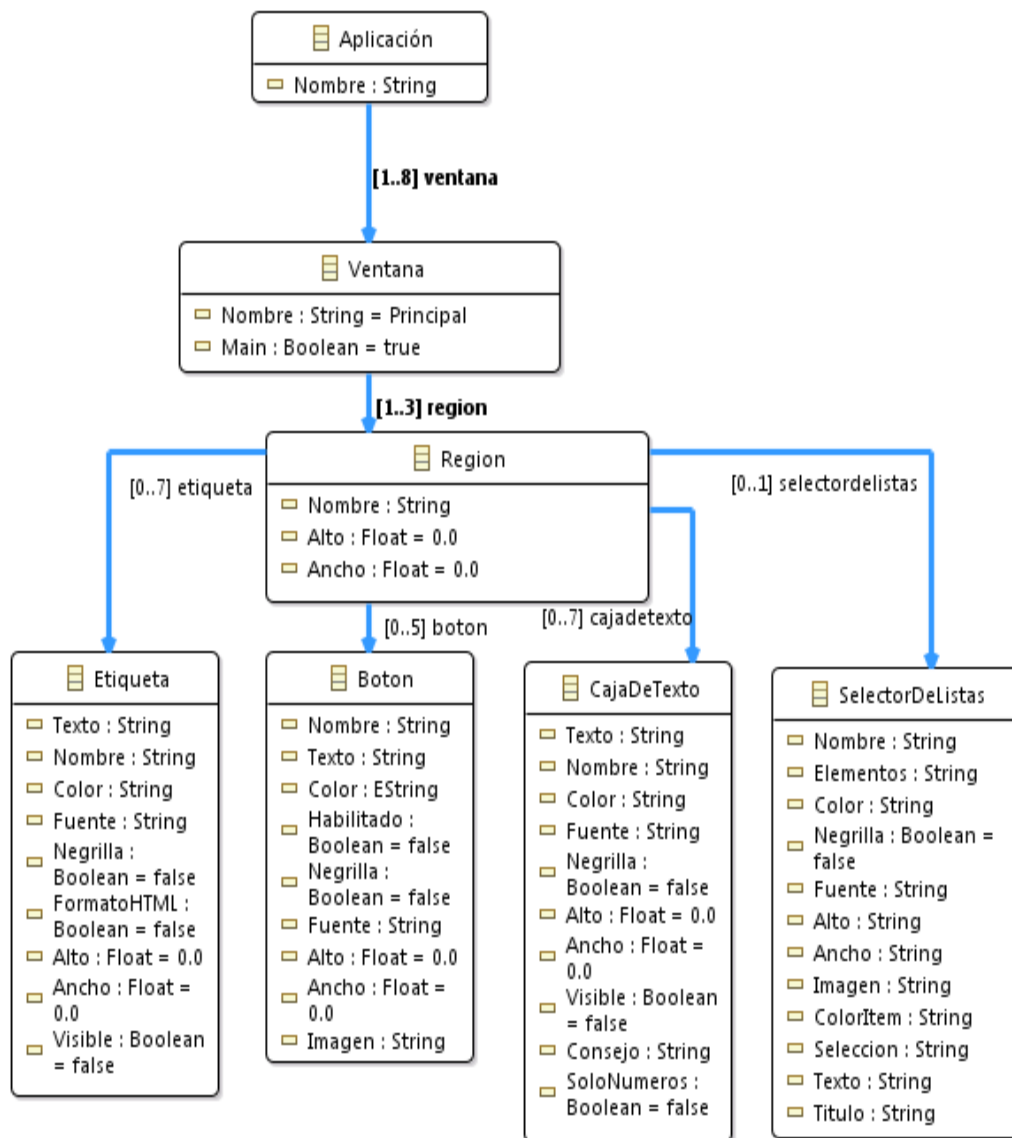 Aplicación
Nombre : String
[1..8] ventana
Ventana
Nombre : String = Principal
Main : Boolean = true
[1..3] region
Region
Nombre : String
Alto : Float = 0.0
Ancho : Float = 0.0
[0..7] etiqueta
[0..1] selectordelistas
[0..5] boton
[0..7] cajadetexto
Etiqueta
Texto : String
Nombre : String
Color : String
Fuente : String
Negrilla :
Boolean = false
FormatoHTML :
Boolean = false
Alto : Float = 0.0
Ancho : Float =
0.0
Visible : Boolean
= false
Boton
Nombre : String
Texto : String
Color : EString
Habilitado :
Boolean = false
Negrilla :
Boolean = false
Fuente : String
Alto : Float = 0.0
Ancho : Float =
0.0
Imagen : String
CajaDeTexto
Texto : String
Nombre : String
Color : String
Fuente : String
Negrilla :
Boolean = false
Alto : Float = 0.0
Ancho : Float =
0.0
Visible : Boolean
= false
Consejo : String
SoloNumeros :
Boolean = false
SelectorDeListas
Nombre : String
Elementos : String
Color : String
Negrilla : Boolean =
false
Fuente : String
Alto : String
Ancho : String
Imagen : String
ColorItem : String
Seleccion : String
Texto : String
Titulo : String